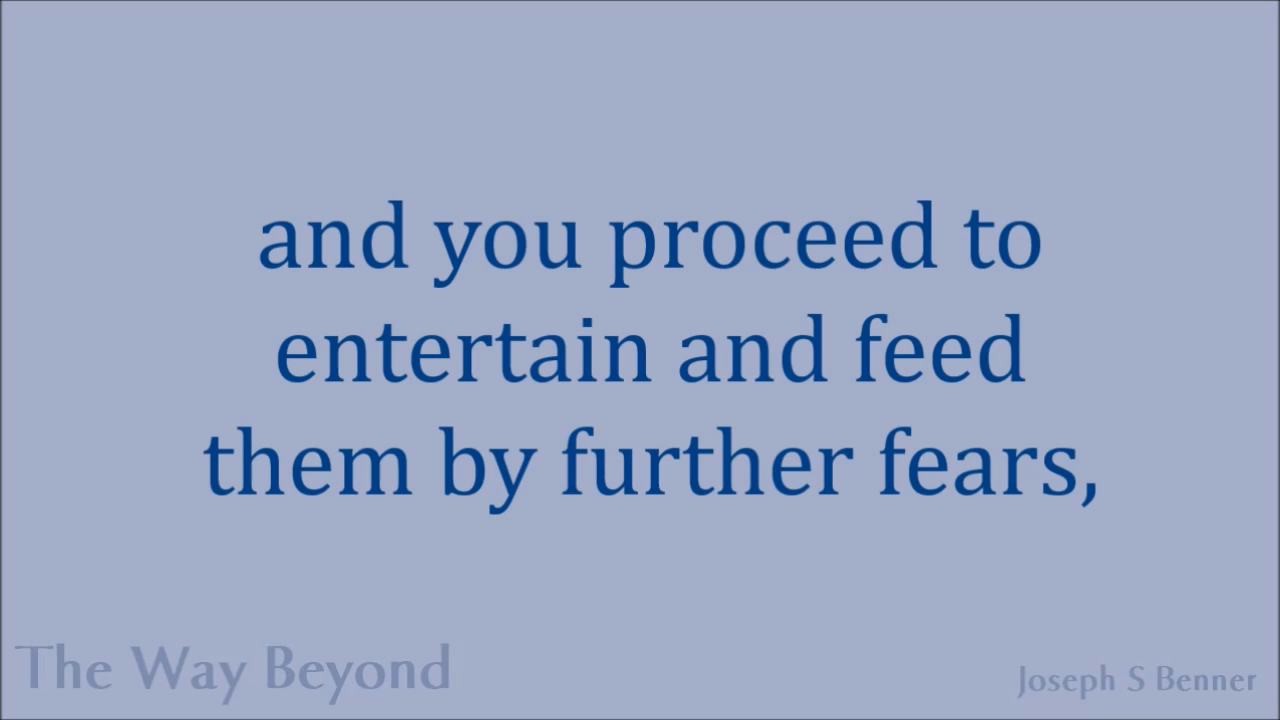 and you proceed to
entertain and feed
them by further fears,
The Way Beyond
Joseph S Benner